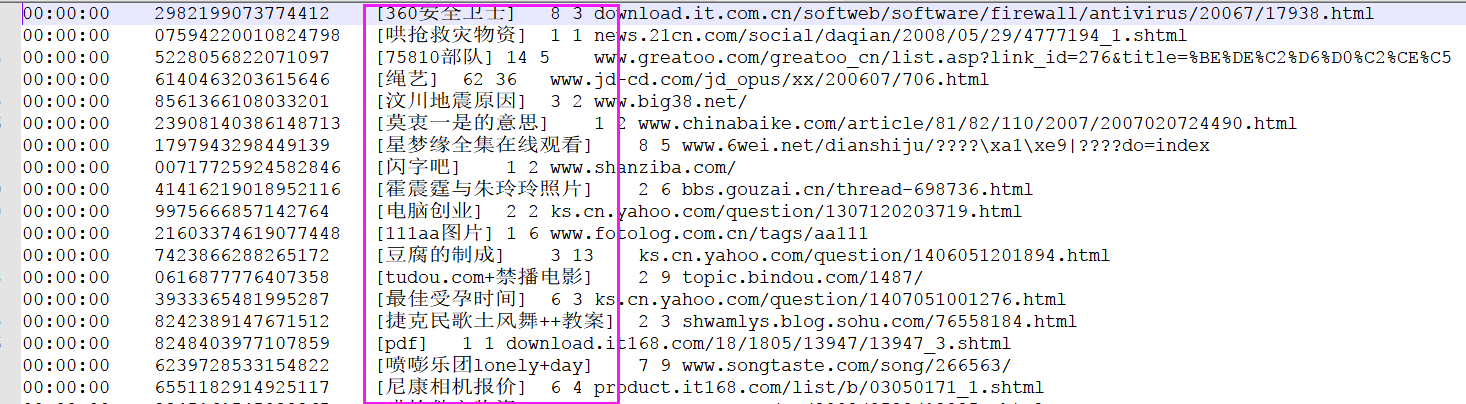 00:00:00 2982199073774412 [360安全卫士] 8 3 download.it.com.cn/softweb/software/firewall/antivirus/20067/17938.html
00:00:00 07594220010824798 [哄抢救灾物资] 1 1 news.21cn.com/social/daqian/2008/05/29/4777194_1.shtml
00:00:00 5228056822071097 [75810部队] 14 5 www.greatoo.com/greatoo_cn/list.asp?link_id=276&title=%BE%DE%C2%D6%D0%C2%CE%C5
00:00:00 6140463203615646 [绳艺] 62 36 www.jd-cd.com/jd_opus/xx/200607/706.html
00:00:00 8561366108033201 [汶川地震原因] 3 2 www.big38.net/
00:00:00 23908140386148713 [莫衷一是的意思] 1 2 www.chinabaike.com/article/81/82/110/2007/2007020724490.html
00:00:00 1797943298449139 [星梦缘全集在线观看] 8 5 www.6wei.net/dianshiju/????\xa1\xe9|????do=index
00:00:00 00717725924582846 [闪字吧] 1 2 www.shanziba.com/
00:00:00 41416219018952116 [霍震霆与朱玲玲照片] 2 6 bbs.gouzai.cn/thread-698736.html
00:00:00 9975666857142764 [电脑创业] 2 2 ks.cn.yahoo.com/question/1307120203719.html
00:00:00 21603374619077448 [111aa图片] 1 6 www.fotolog.com.cn/tags/aa111
00:00:00 7423866288265172 [豆腐的制成] 3 13 ks.cn.yahoo.com/question/1406051201894.html
00:00:00 0616877776407358 [tudou.com+禁播电影] 2 9 topic.bindou.com/1487/
00:00:00 3933365481995287 [最佳受孕时间] 6 3 ks.cn.yahoo.com/question/1407051001276.html
00:00:00 8242389147671512 [捷克民歌土风舞++教案] 2 3 shwamlys.blog.sohu.com/76558184.html
00:00:00 8248403977107859 [pdf] 1 1 download.it168.com/18/1805/13947/13947_3.shtml
00:00:00 6239728533154822 [喷嘭乐团lonely+day] 7 9 www.songtaste.com/song/266563/
00:00:00 6551182914925117 [尼康相机报价] 6 4 product.it168.com/list/b/03050171_1.shtml